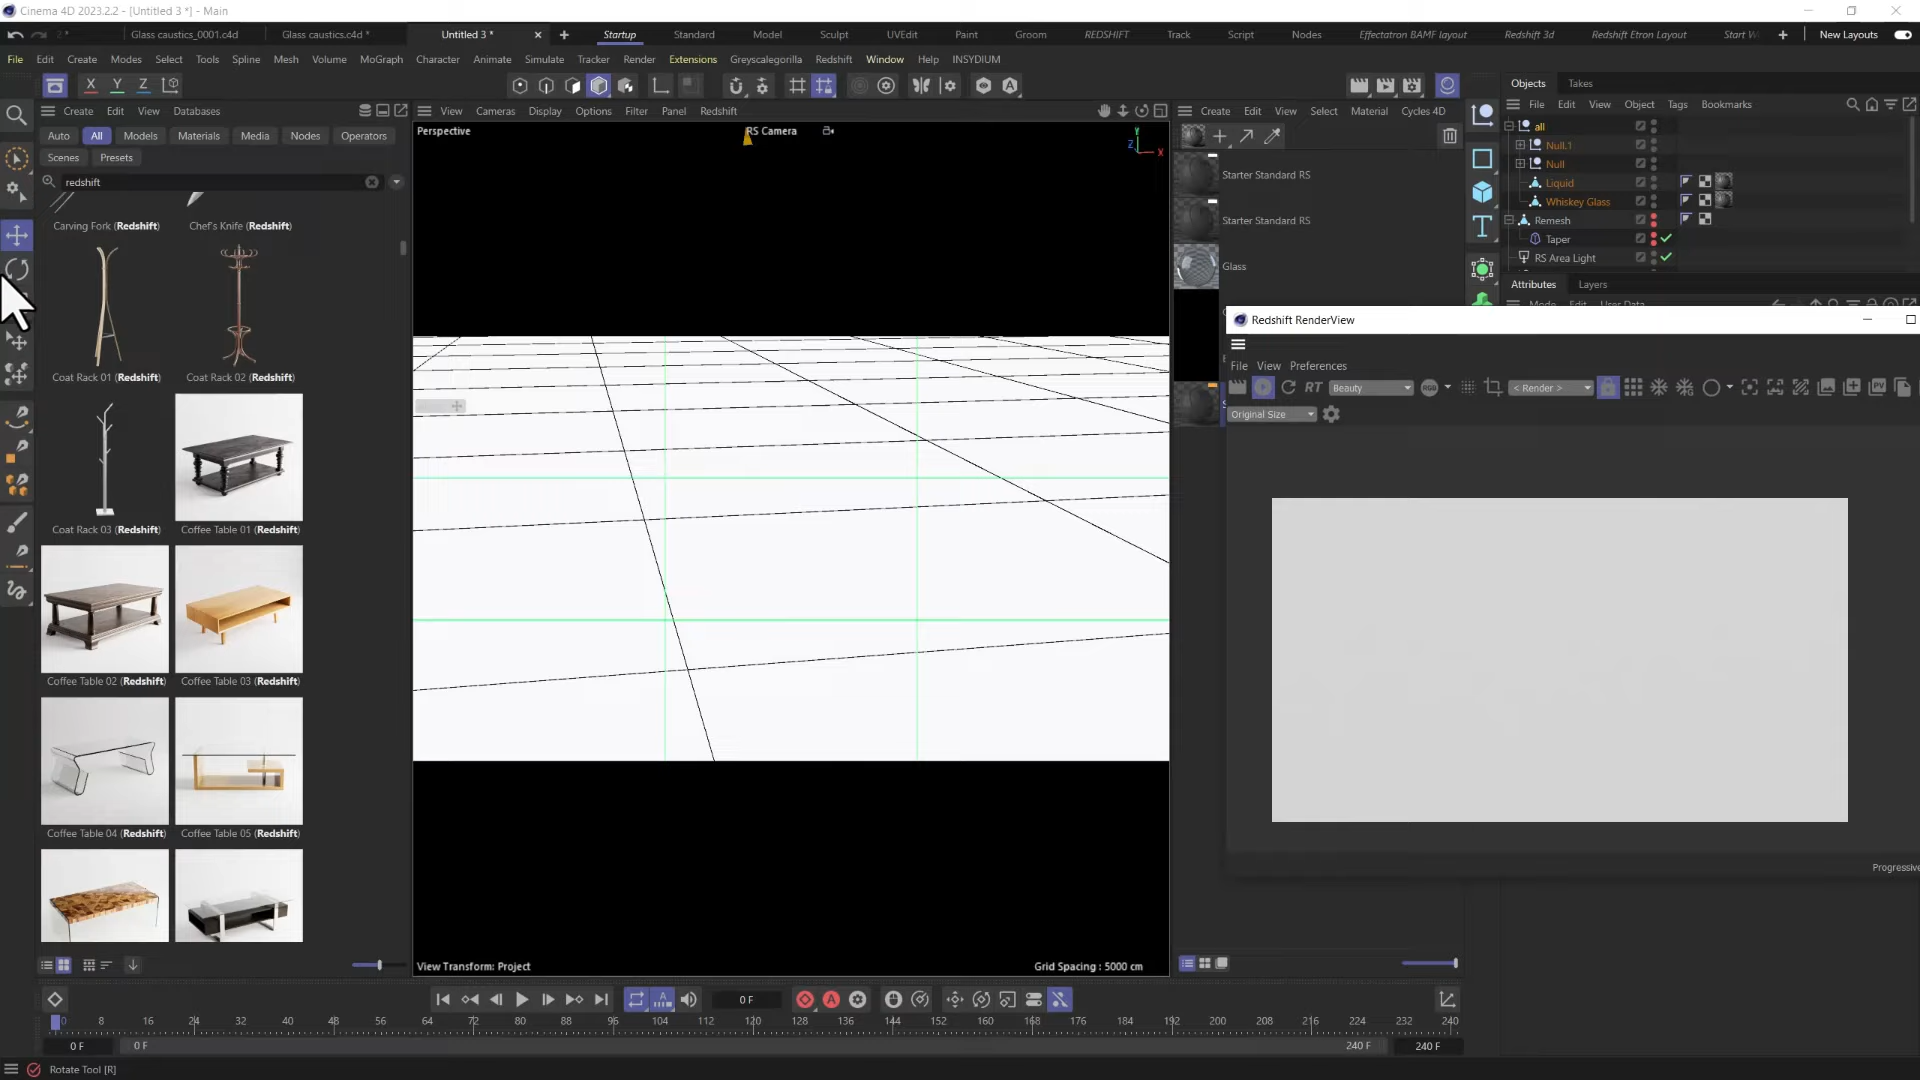 Cinema 4D 2023.2.2 - [Untitled 3 *] - Main
Glass caustics_0001.c4d
Glass caustics.c4d *
Untitled 3 *
Startup
Standard
Model
Sculpt
UVEdit
Paint
Groom
REDSHIFT
Track
Script
Nodes
Effectatron BAMF layout
Redshift 3d
Redshift Etron Layout
Start W
New Layouts
File Edit Create Modes Select Tools Spline Mesh Volume MoGraph Character Animate Simulate Tracker Render Extensions Greyscalegorilla Redshift Window Help INSYDIUM
X Y Z
Objects Takes
Create Edit View Databases
View Cameras Display Options Filter Panel Redshift
Create Edit View Select Material Cycles 4D
File Edit View Object Tags Bookmarks
Auto All Models Materials Media Nodes Operators
Scenes Presets
redshift
Perspective
RS Camera
Y
Z
X
Starter Standard RS
Starter Standard RS
Glass
all
Null.1
Null
Liquid
Whiskey Glass
Remesh
Taper
RS Area Light
Attributes Layers
Mode Edit User Data
Carving Fork (Redshift)
Chef's Knife (Redshift)
Coat Rack 01 (Redshift)
Coat Rack 02 (Redshift)
Coat Rack 03 (Redshift)
Coffee Table 01 (Redshift)
Coffee Table 02 (Redshift)
Coffee Table 03 (Redshift)
Coffee Table 04 (Redshift)
Coffee Table 05 (Redshift)
Redshift RenderView
File View Preferences
RT
Beauty
RGB
< Render >
PV
Original Size
Progressive
View Transform: Project
Grid Spacing : 5000 cm
0 F
0 8 16 24 32 40 48 56 64 72 80 88 96 104 112 120 128 136 144 152 160 168 176 184 192 200 208 216 224 232 240
0 F
0 F
240 F
240 F
Rotate Tool [R]